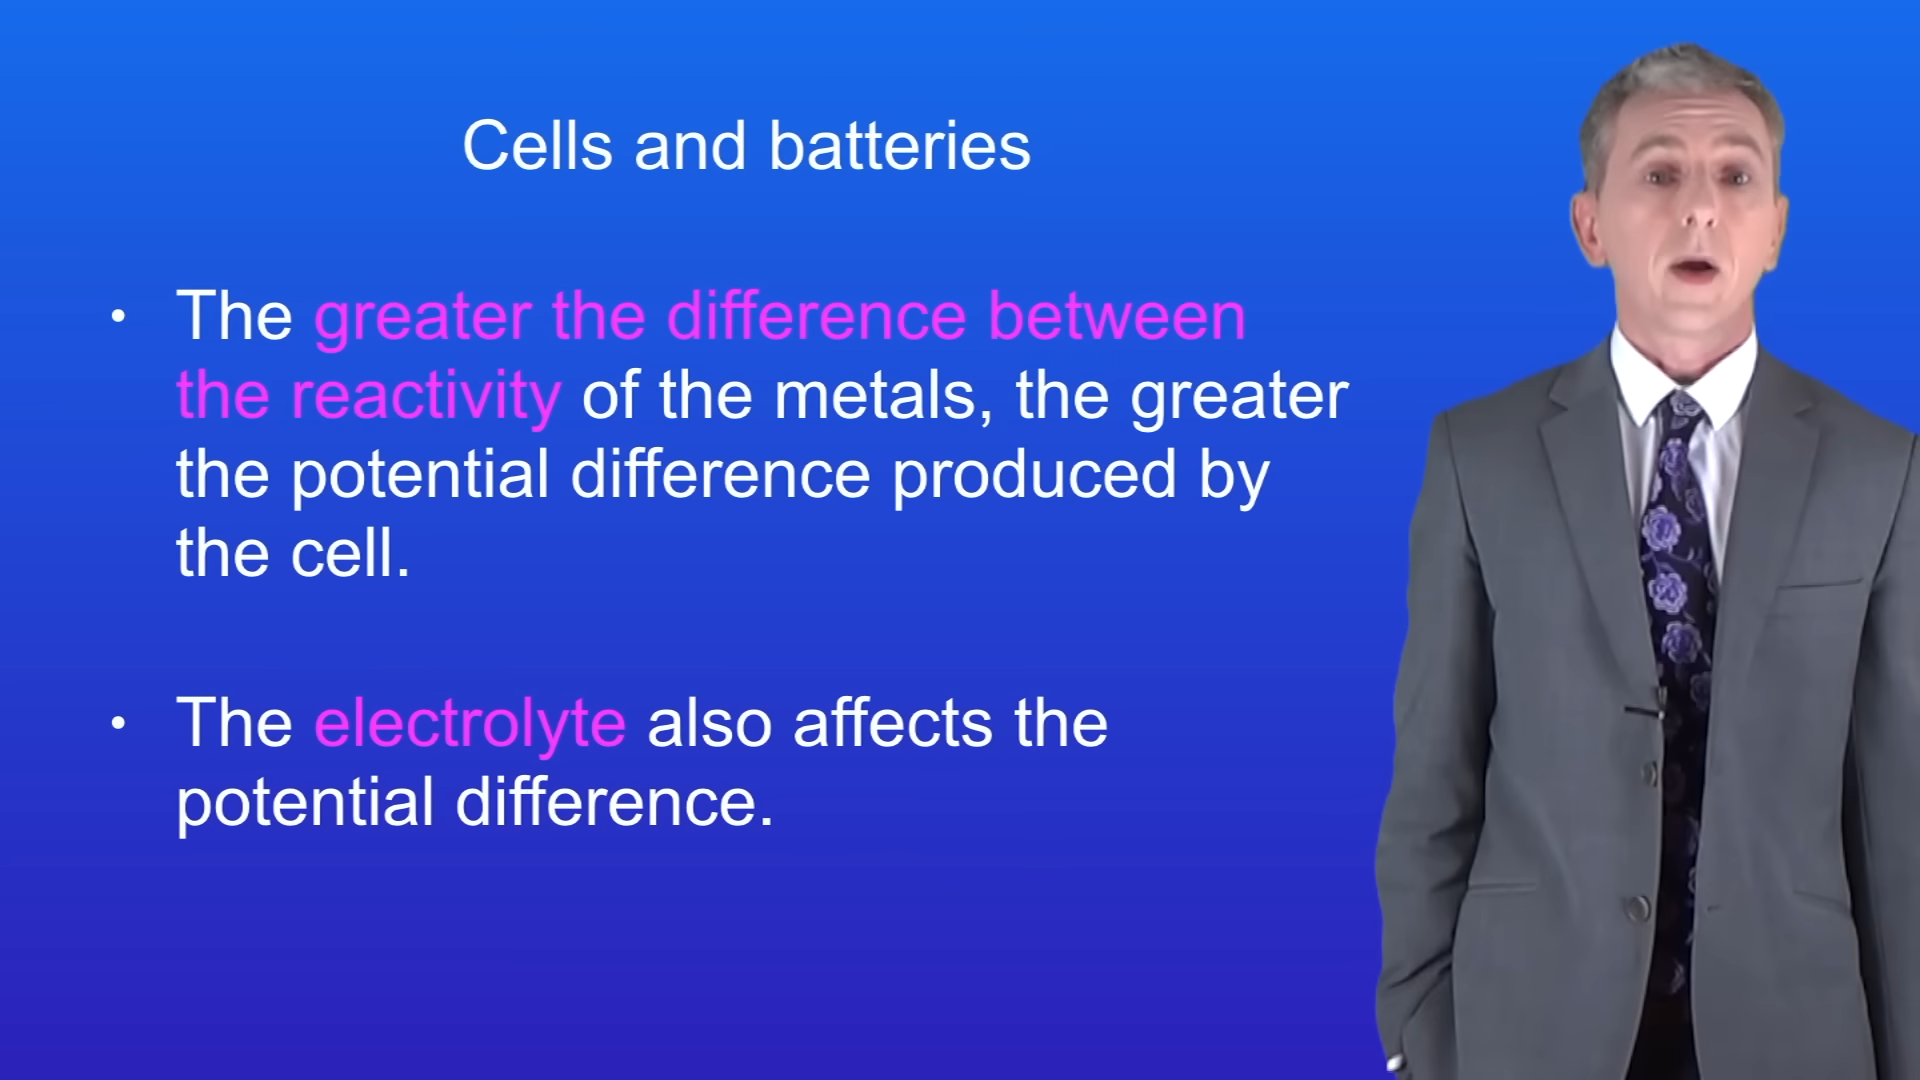 Cells and batteries
• The greater the difference between
the reactivity of the metals, the greater
the potential difference produced by
the cell.
• The electrolyte also affects the
potential difference.